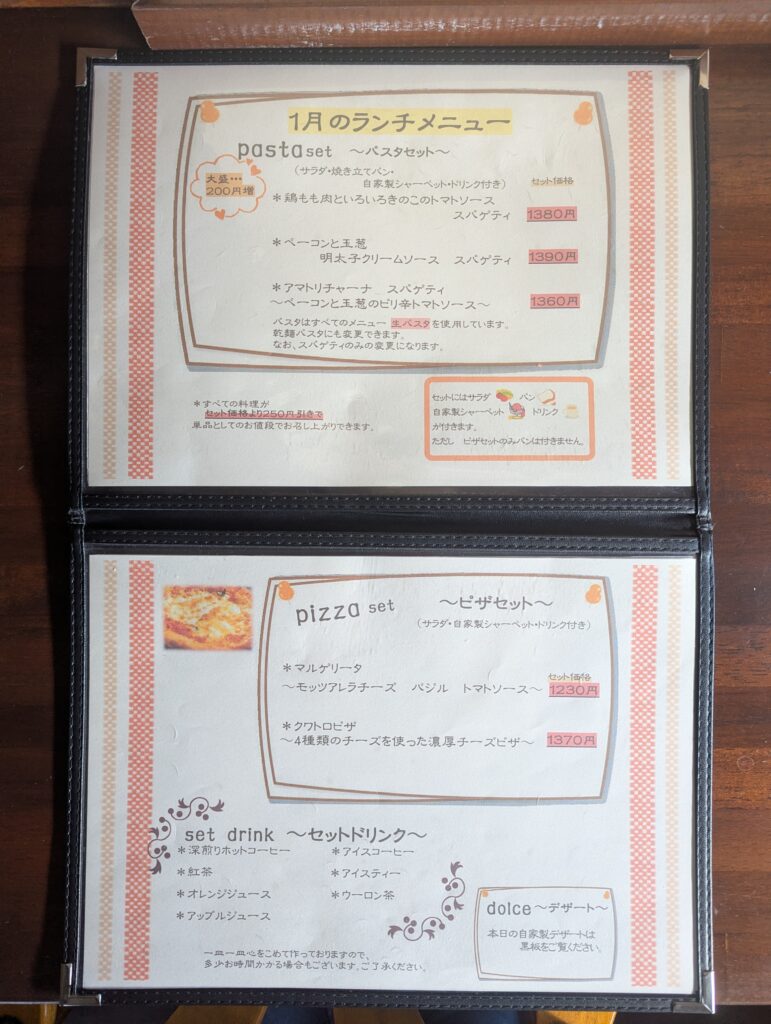 1月のランチメニュー
pasta set ～パスタセット～
(サラダ・焼き立てパン・
自家製シャーベット・ドリンク付き)
セット価格
大盛・・・
200円増
＊鶏もも肉といろいろきのこのトマトソース
スパゲティ 1380円
＊ベーコンと玉葱
明太子クリームソース スパゲティ 1390円
＊アマトリチャーナ スパゲティ
～ベーコンと玉葱のピリ辛トマトソース～ 1360円
パスタはすべてのメニュー 生パスタを使用しています。
乾麺パスタにも変更できます。
なお、スパゲティのみの変更になります。
＊すべての料理が
セット価格より250円引きで
単品としてのお値段でお召し上がりできます。
セットにはサラダ パン
自家製シャーベット ドリンク
が付きます。
ただし ピザセットのみパンは付きません。
pizza set ～ピザセット～
(サラダ・自家製シャーベット・ドリンク付き)
＊マルゲリータ
セット価格
～モッツアレラチーズ バジル トマトソース～ 1230円
＊クワトロピザ
～4種類のチーズを使った濃厚チーズピザ～ 1370円
set drink ～セットドリンク～
＊深煎りホットコーヒー ＊アイスコーヒー
＊紅茶 ＊アイスティー
＊オレンジジュース ＊ウーロン茶
＊アップルジュース
dolce～デザート～
本日の自家製デザートは
黒板をご覧ください。
一皿一皿心をこめて作っておりますので、
多少お時間かかる場合もございます。ご了承ください。